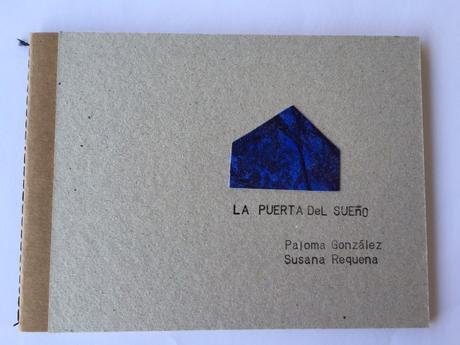 LA PUERTA DeL SUEñO
Paloma González
Susana Requena